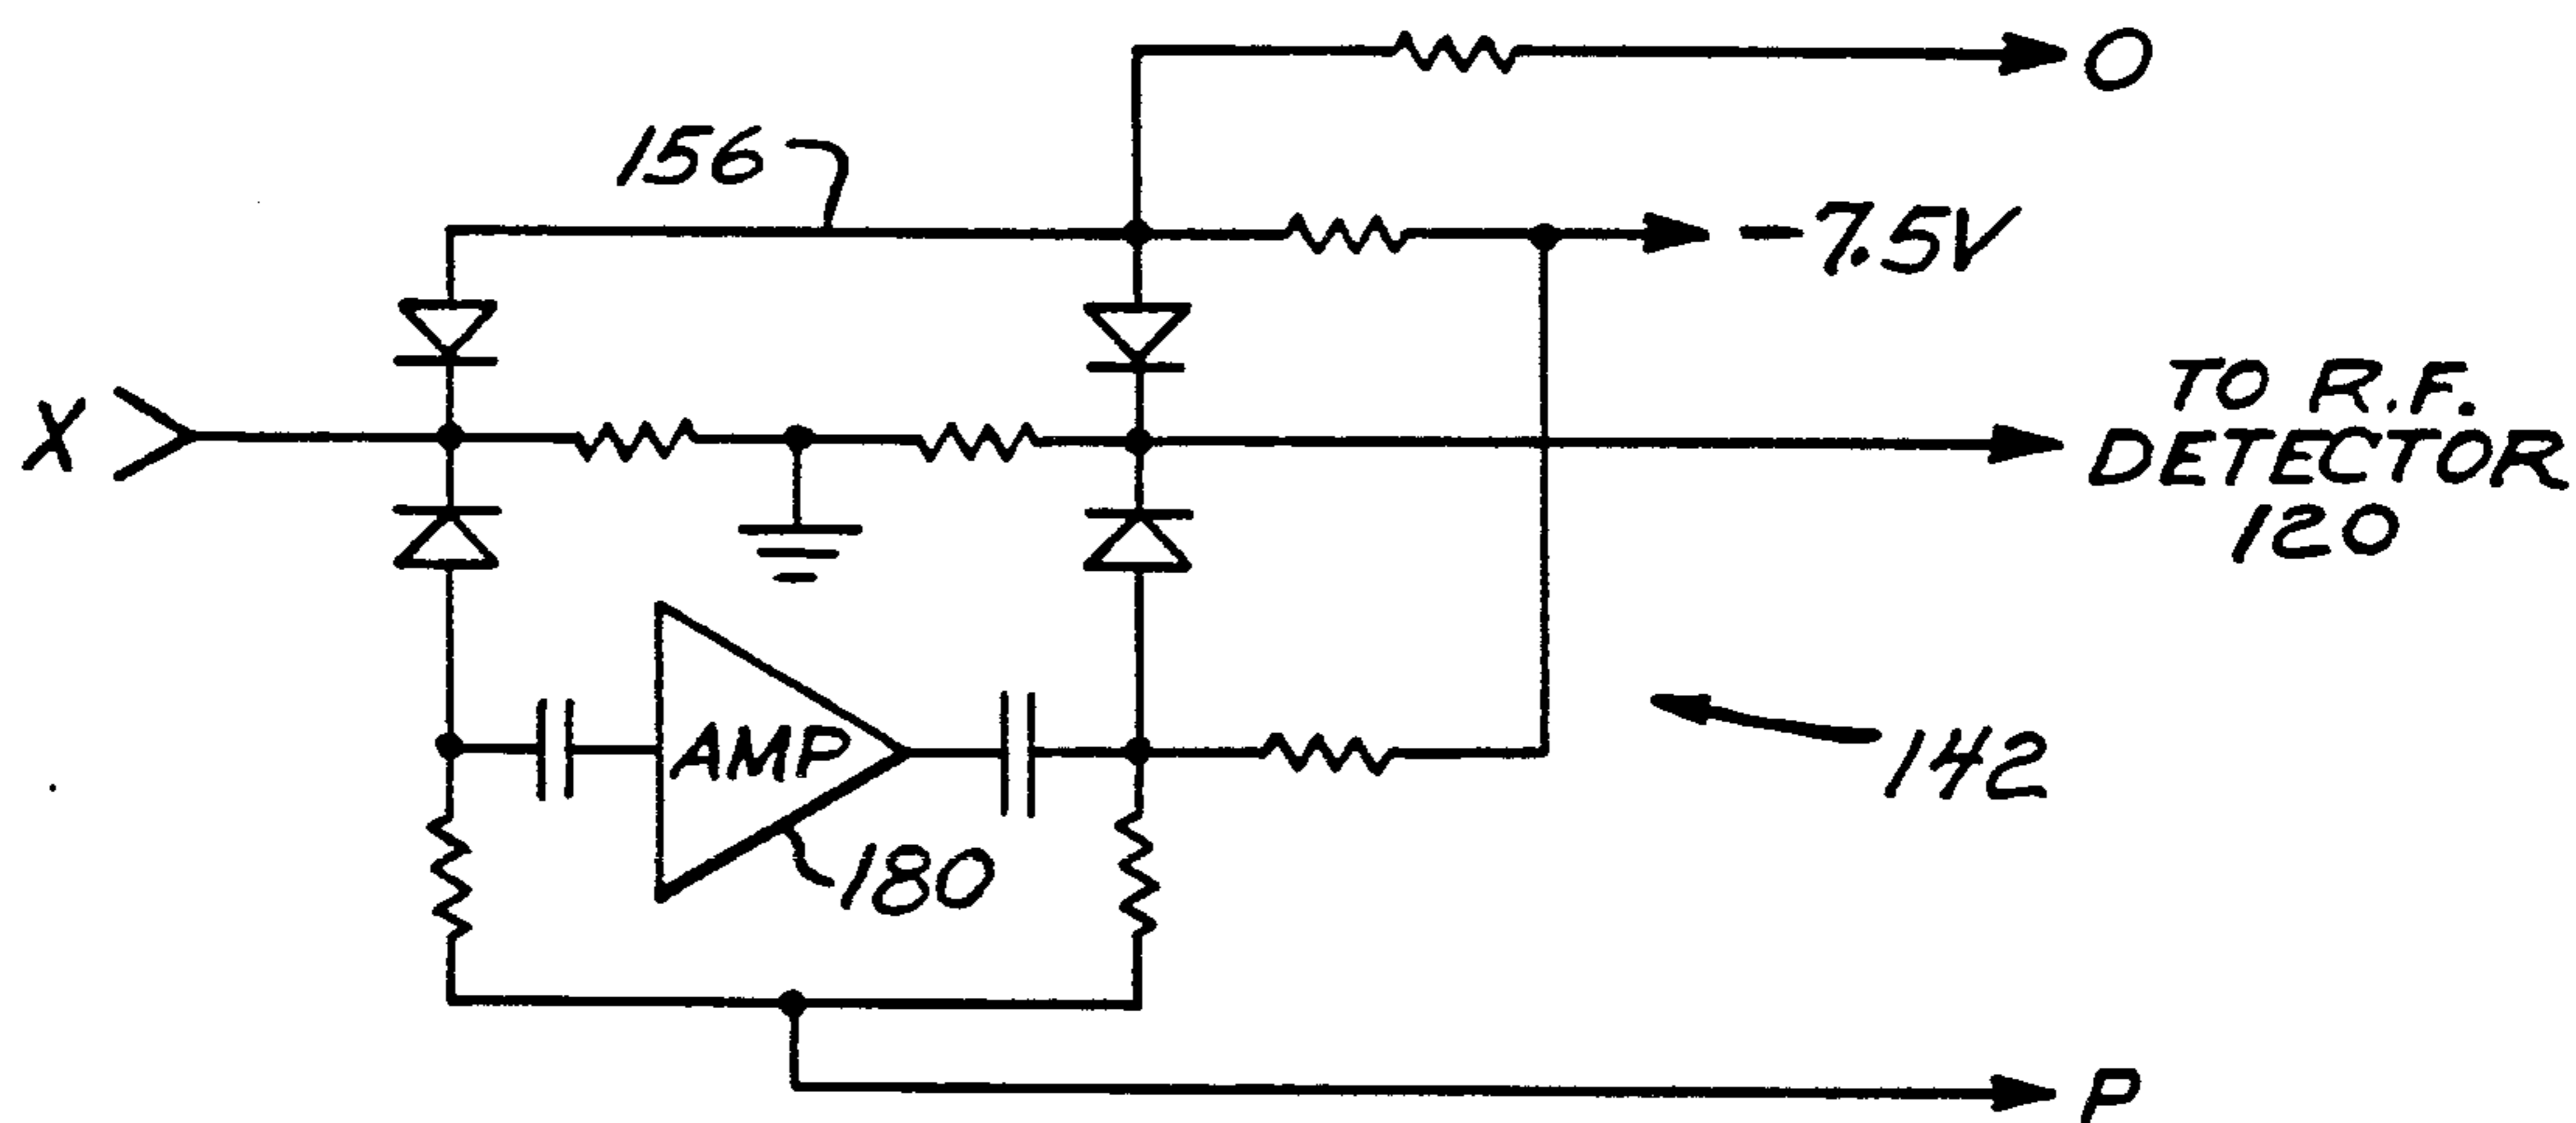 O
156
-7.5V
X
TO R.F.
DETECTOR
120
AMP
142
180
P